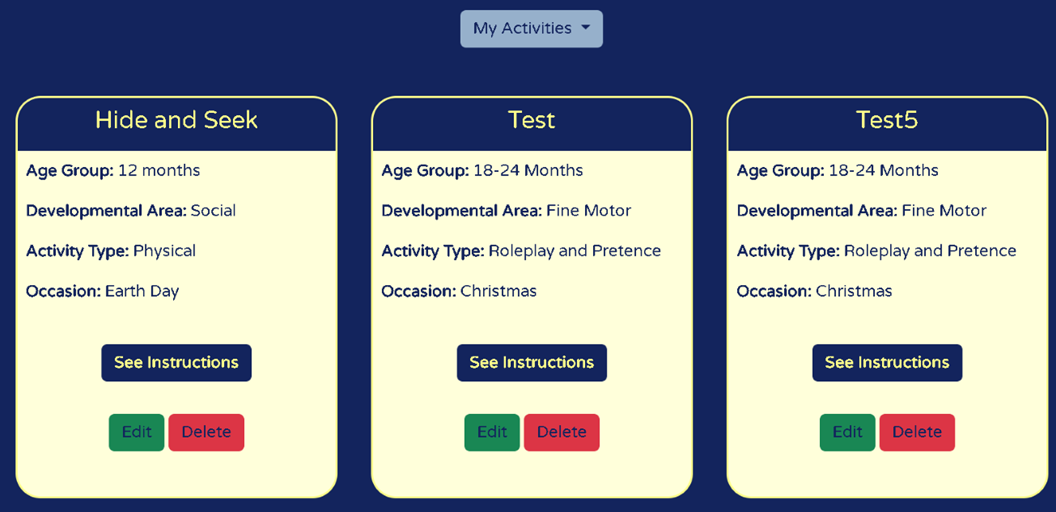 My Activities
Hide and Seek
Age Group: 12 months
Developmental Area: Social
Activity Type: Physical
Occasion: Earth Day
See Instructions
Edit Delete
Test
Age Group: 18-24 Months
Developmental Area: Fine Motor
Activity Type: Roleplay and Pretence
Occasion: Christmas
See Instructions
Edit Delete
Test5
Age Group: 18-24 Months
Developmental Area: Fine Motor
Activity Type: Roleplay and Pretence
Occasion: Christmas
See Instructions
Edit Delete